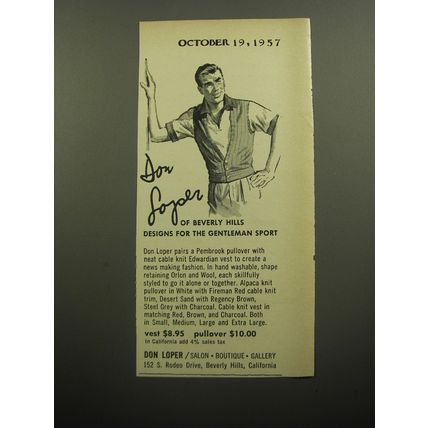 OCTOBER 19, 1957
Don
Loper
OF BEVERLY HILLS
DESIGNS FOR THE GENTLEMAN SPORT
Don Loper pairs a Pembrook pullover with
neat cable knit Edwardian vest to create a
news making fashion. In hand washable, shape
retaining Orlon and Wool, each skillfully
styled to go it alone or together. Alpaca knit
pullover in White with Fireman Red cable knit
trim, Desert Sand with Regency Brown,
Steel Grey with Charcoal. Cable knit vest in
matching Red, Brown, and Charcoal. Both
in Small, Medium, Large and Extra Large.
vest $8.95 pullover $10.00
in California add 4% sales tax
DON LOPER / SALON • BOUTIQUE • GALLERY
152 S. Rodeo Drive, Beverly Hills, California